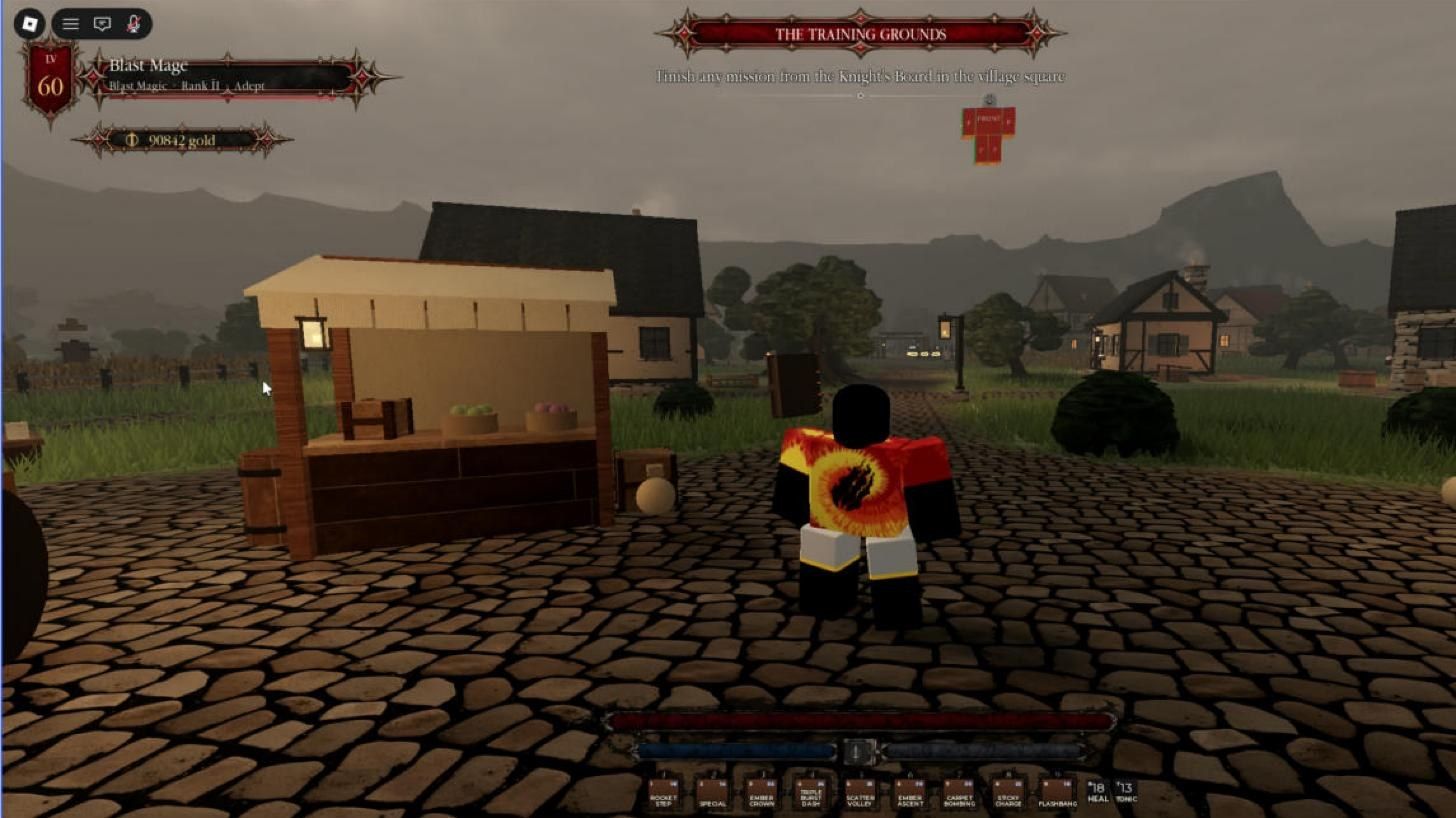 THE TRAINING GROUNDS
Finish any mission from the Knight's Board in the village square
LV
60
Blast Mage
Blast Magic · Rank II · Adept
90842 gold
FRONT
ROCKET STEP
SPECIAL
EMBER CROWN
TRIPLE BURST DASH
SCATTER VOLLEY
EMBER ASCENT
CARPET BOMBING
STICKY CHARGE
FLASHBANG
18
HEAL
13
TONIC